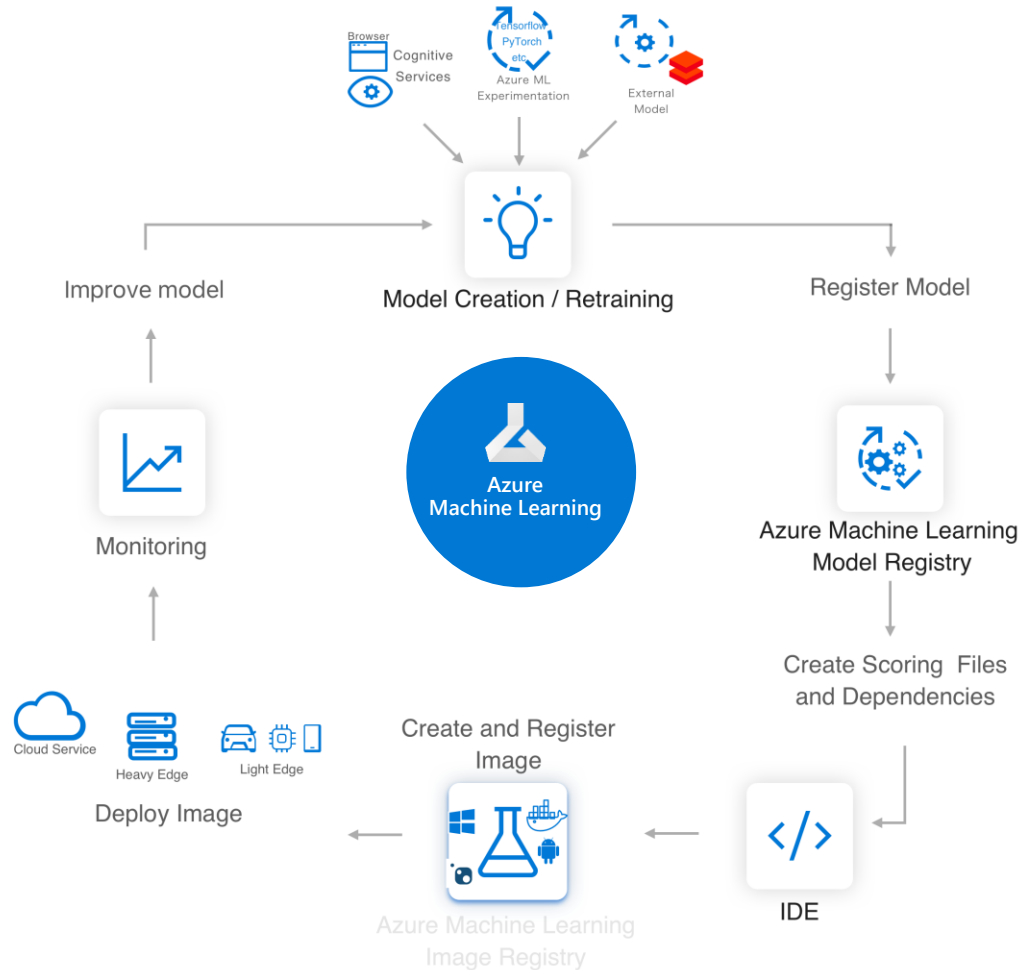 Browser
Cognitive
Services
Tensorflow
PyTorch
etc
Azure ML
Experimentation
External
Model
Model Creation / Retraining
Improve model
Register Model
Azure
Machine Learning
Monitoring
Azure Machine Learning
Model Registry
Create Scoring Files
and Dependencies
Cloud Service
Heavy Edge
Light Edge
Deploy Image
Create and Register
Image
IDE
Azure Machine Learning
Image Registry